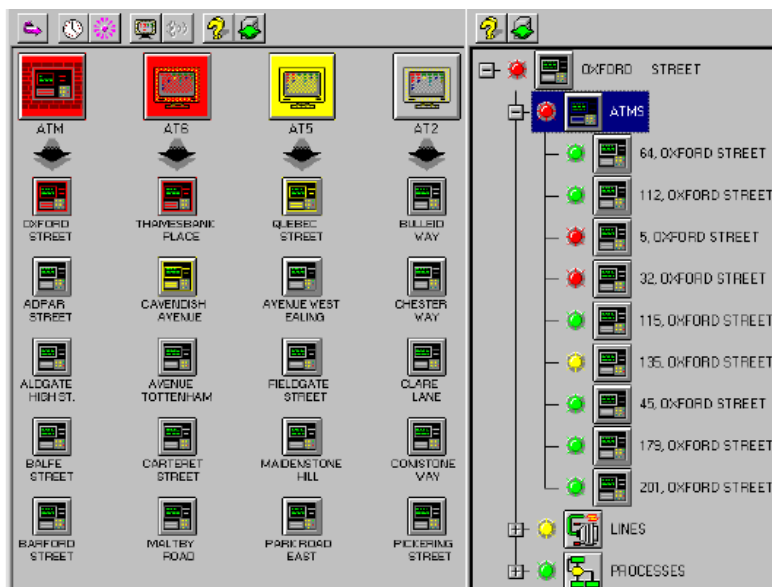 ATM
AT6
AT5
AT2
OXFORD
STREET
THAMESBANK
PLACE
QUEBEC
STREET
BULLEID
WAY
ADPAR
STREET
CAVENDISH
AVENUE
AVENUE WEST
EALING
CHESTER
WAY
ALDGATE
HIGH ST.
AVENUE
TOTTENHAM
FIELDGATE
STREET
CLARE
LANE
BALFE
STREET
CARTERET
STREET
MAIDENSTONE
HILL
CONISTONE
WAY
BARFORD
STREET
MALTBY
ROAD
PARK ROAD
EAST
PICKERING
STREET
OXFORD STREET
ATMS
64, OXFORD STREET
112, OXFORD STREET
5, OXFORD STREET
32, OXFORD STREET
115, OXFORD STREET
135, OXFORD STREET
45, OXFORD STREET
179, OXFORD STREET
201, OXFORD STREET
LINES
PROCESSES